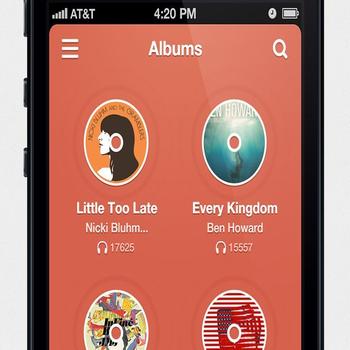 AT&T 4:20 PM
Albums
NICKI BLUHM AND THE GRAMBLERS
BEN HOWARD
Little Too Late
Every Kingdom
Nicki Bluhm...
Ben Howard
17625
15557